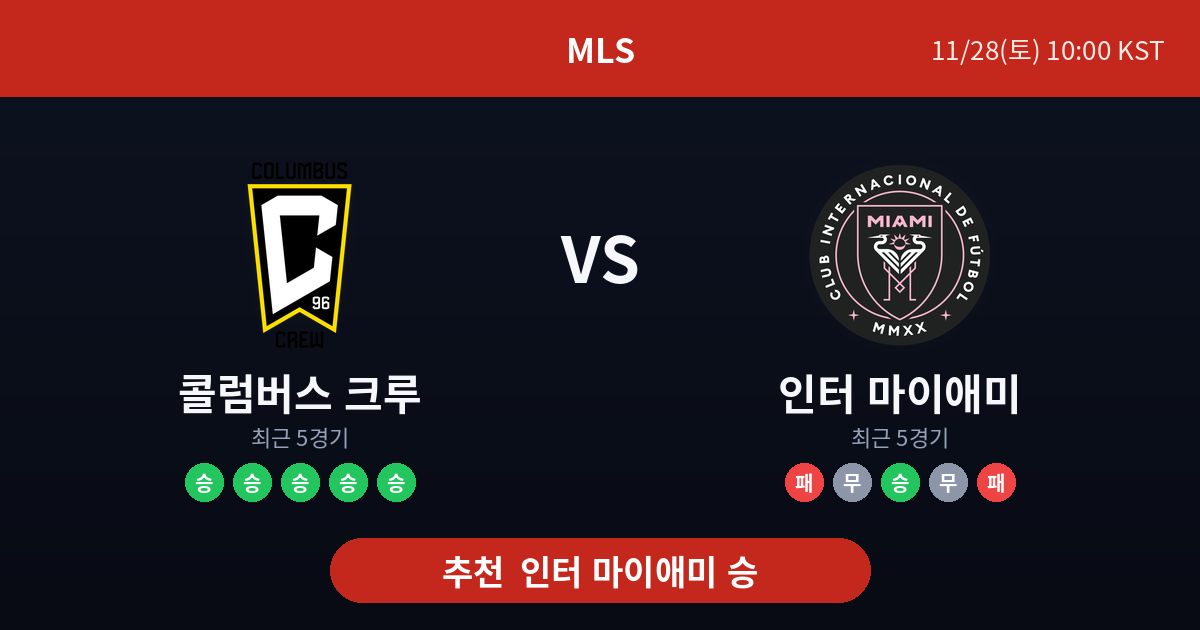 MLS
11/28(토) 10:00 KST
COLUMBUS
96
CREW
VS
CLUB INTERNACIONAL DE FÚTBOL
MIAMI
MMXX
콜럼버스 크루
인터 마이애미
최근 5경기
최근 5경기
승 승 승 승 승
패 무 승 무 패
추천 인터 마이애미 승